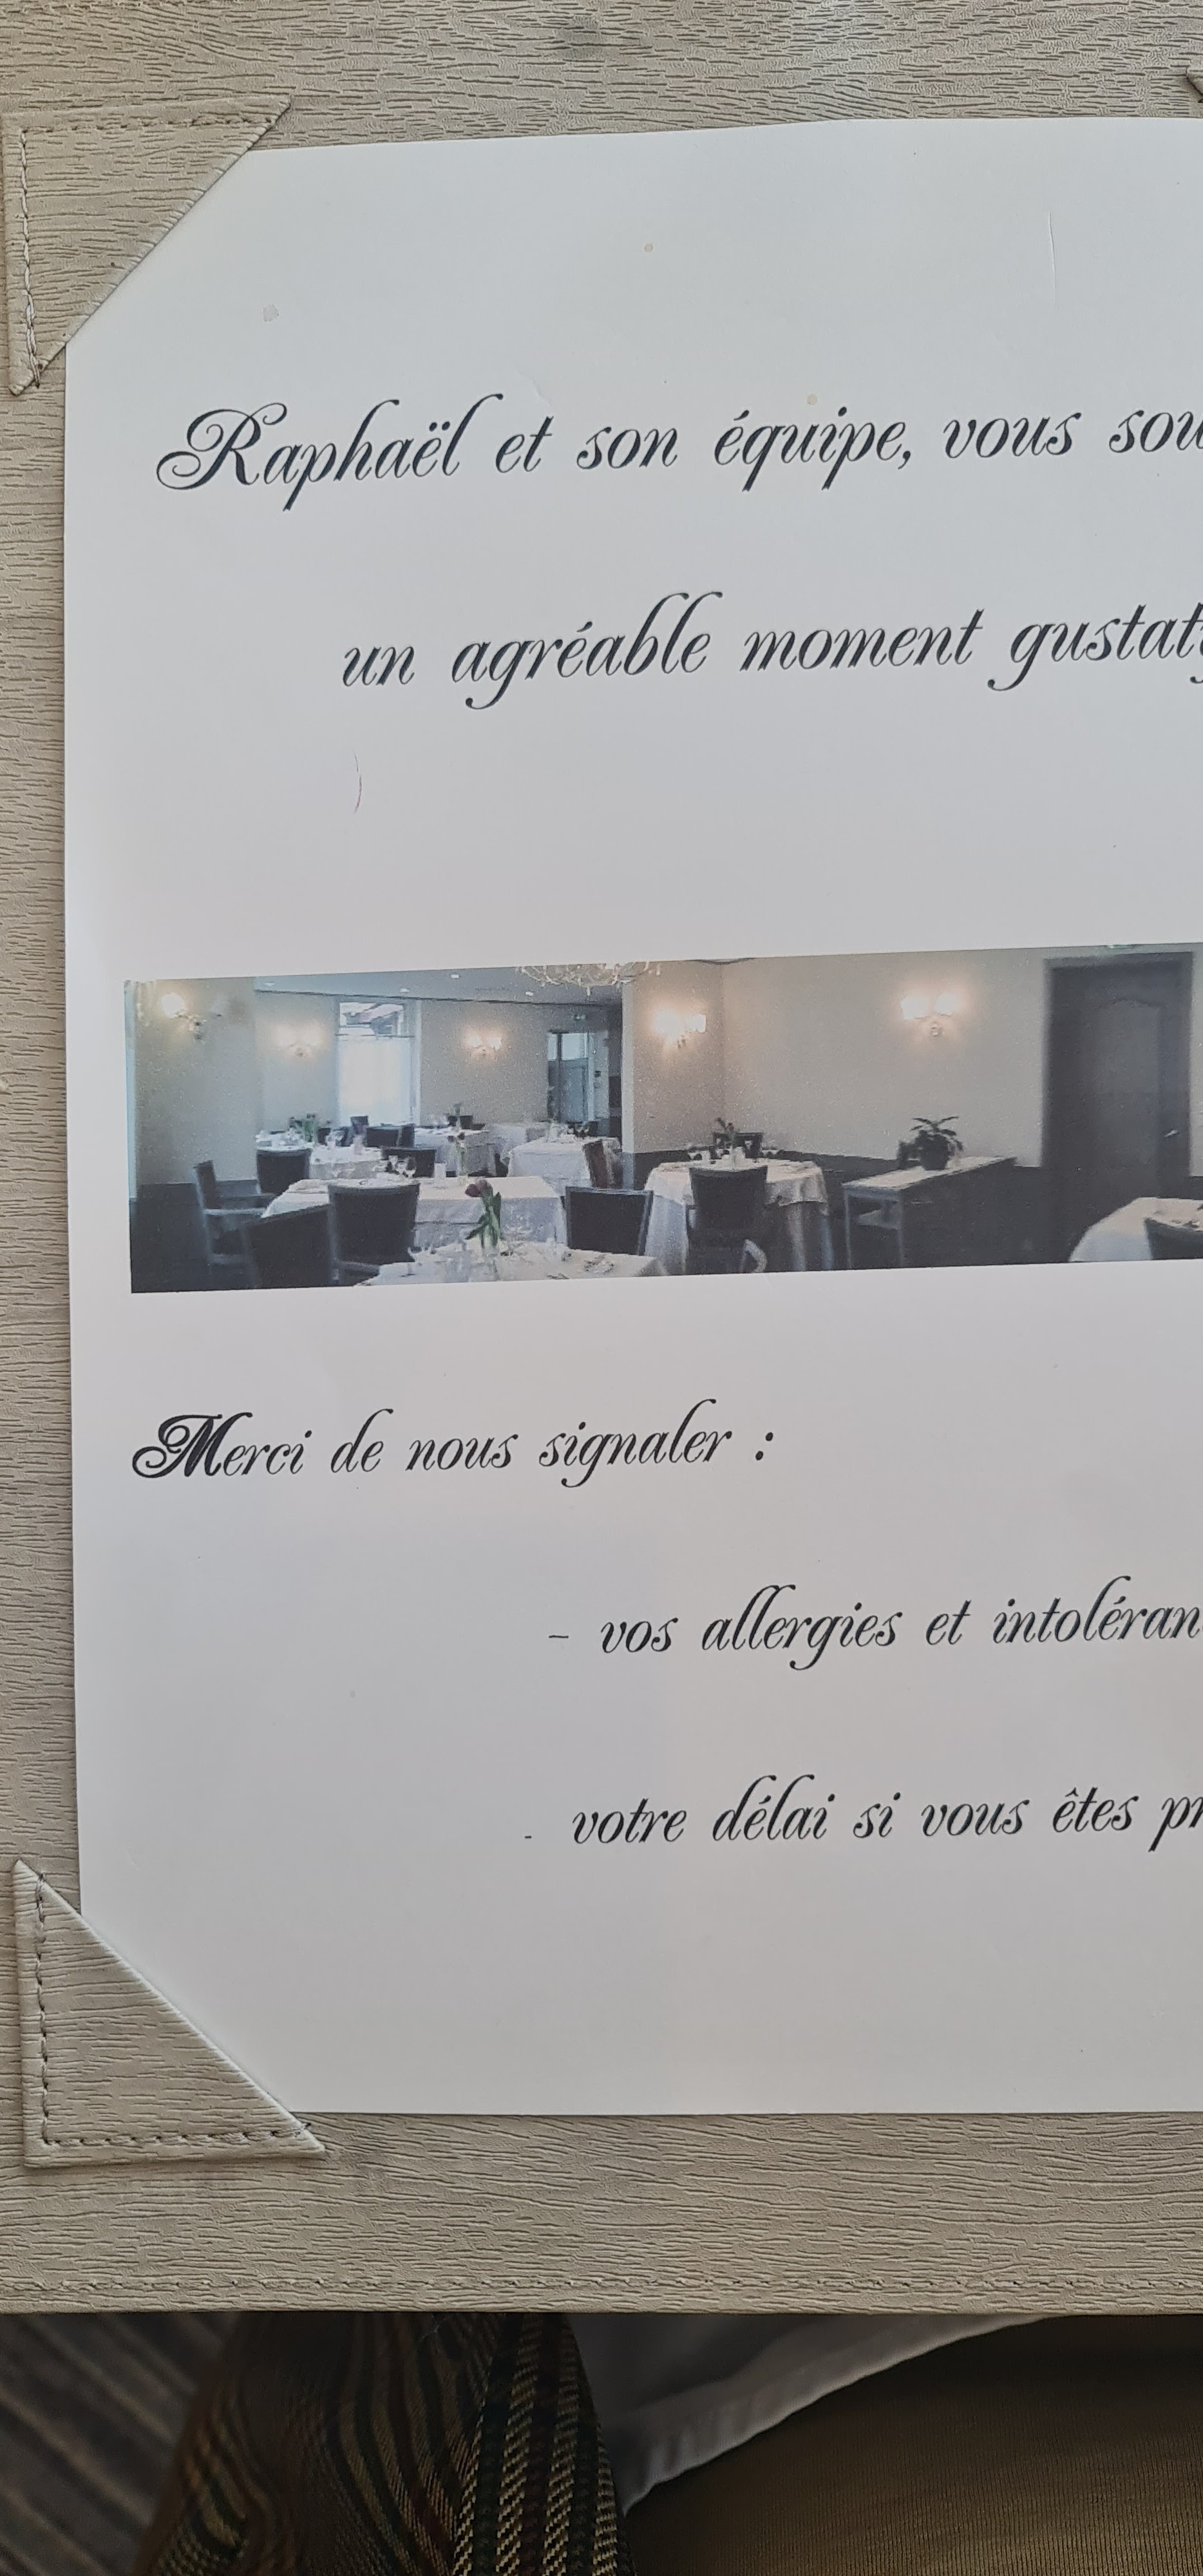 Raphaël et son équipe, vous sou
un agréable moment gustat
Merci de nous signaler :
- vos allergies et intoléran
- votre délai si vous êtes pr